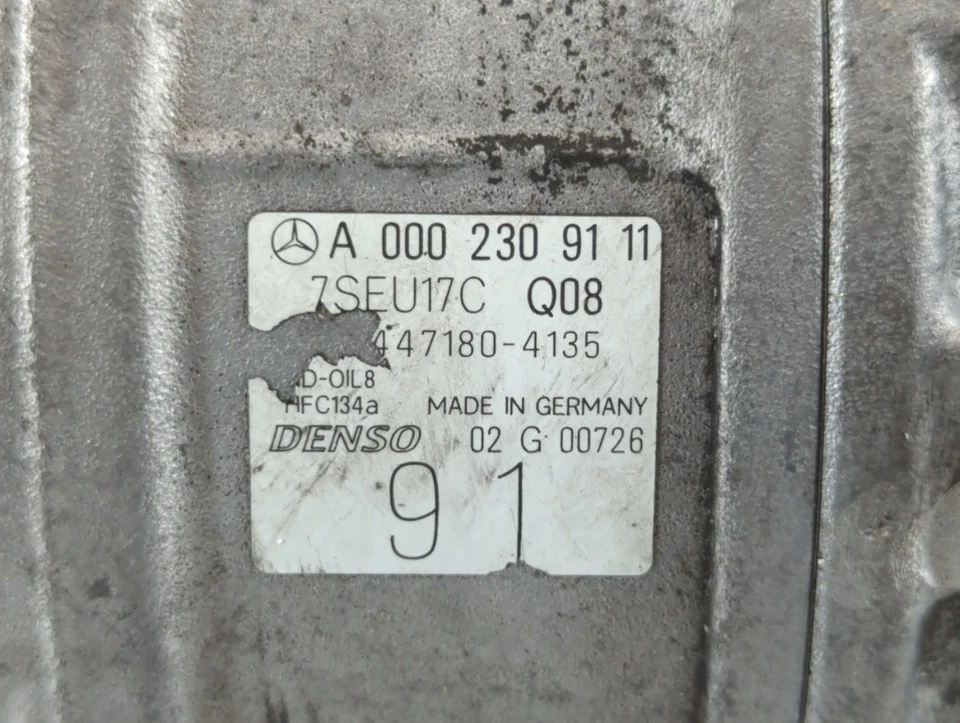 A 000 230 91 11
7SEU17C Q08
447180-4135
ND-OIL8
HFC134a MADE IN GERMANY
DENSO 02 G 00726
91